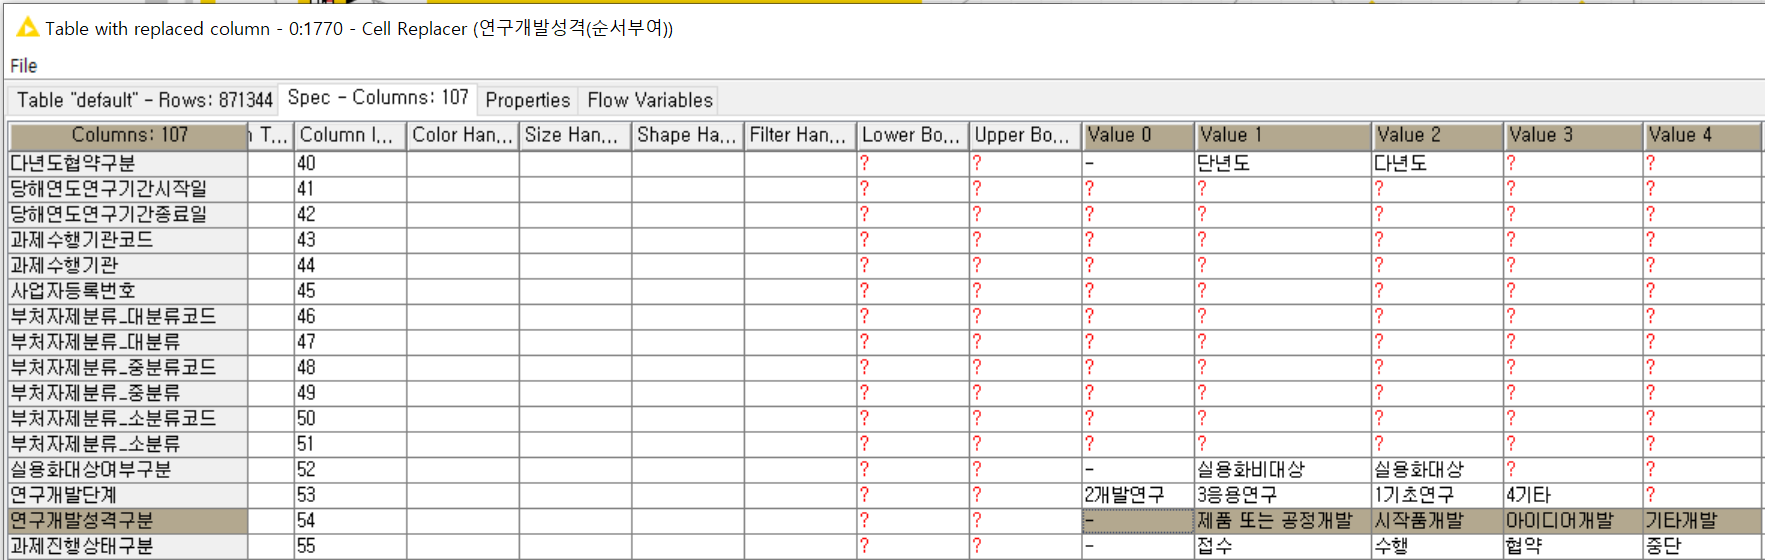 Table with replaced column - 0:1770 - Cell Replacer (연구개발성격(순서부여))
File
Table "default" - Rows: 871344 Spec - Columns: 107 Properties Flow Variables
Columns: 107 T... Column I... Color Han... Size Han... Shape Ha... Filter Han... Lower Bo... Upper Bo... Value 0 Value 1 Value 2 Value 3 Value 4
다년도협약구분 40 ? ? - 단년도 다년도 ? ?
당해연도연구기간시작일 41 ? ? ? ? ? ? ?
당해연도연구기간종료일 42 ? ? ? ? ? ? ?
과제수행기관코드 43 ? ? ? ? ? ? ?
과제수행기관 44 ? ? ? ? ? ? ?
사업자등록번호 45 ? ? ? ? ? ? ?
부처자제분류_대분류코드 46 ? ? ? ? ? ? ?
부처자제분류_대분류 47 ? ? ? ? ? ? ?
부처자제분류_중분류코드 48 ? ? ? ? ? ? ?
부처자제분류_중분류 49 ? ? ? ? ? ? ?
부처자제분류_소분류코드 50 ? ? ? ? ? ? ?
부처자제분류_소분류 51 ? ? ? ? ? ? ?
실용화대상여부구분 52 ? ? - 실용화비대상 실용화대상 ? ?
연구개발단계 53 ? ? 2개발연구 3응용연구 1기초연구 4기타 ?
연구개발성격구분 54 ? ? - 제품 또는 공정개발 시작품개발 아이디어개발 기타개발
과제진행상태구분 55 ? ? - 접수 수행 협약 중단